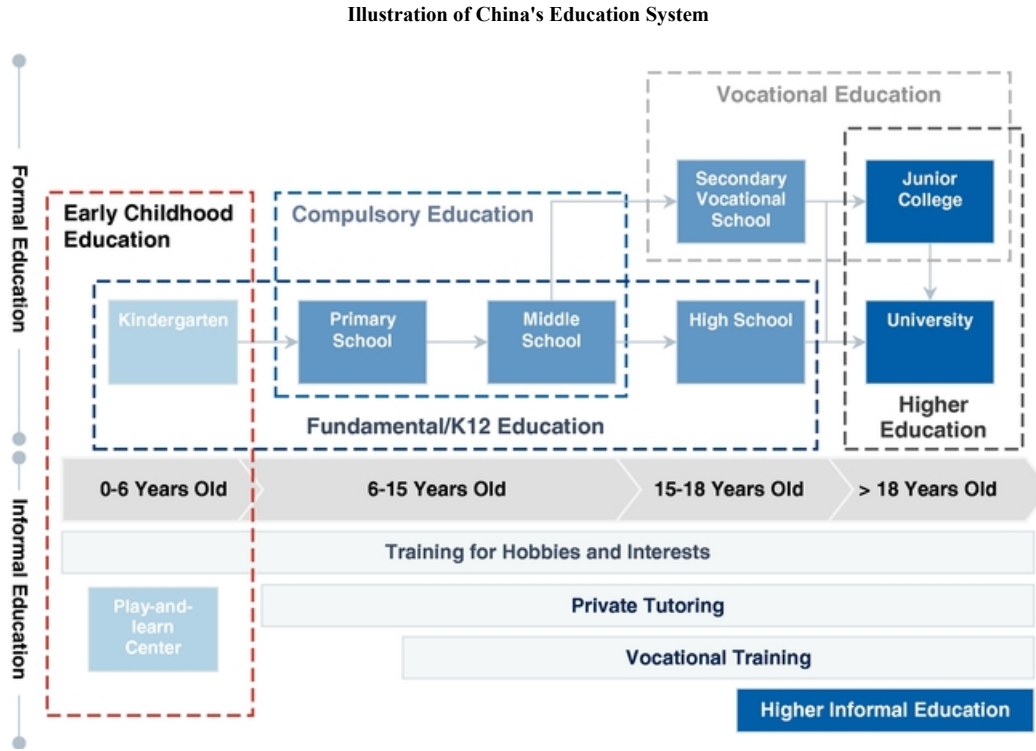 Illustration of China's Education System
Formal Education
Informal Education
Vocational Education
Early Childhood
Education
Compulsory Education
Secondary
Vocational
School
Junior
College
Kindergarten
Primary
School
Middle
School
High School
University
Fundamental/K12 Education
Higher
Education
0-6 Years Old
6-15 Years Old
15-18 Years Old
> 18 Years Old
Training for Hobbies and Interests
Play-and-
learn
Center
Private Tutoring
Vocational Training
Higher Informal Education